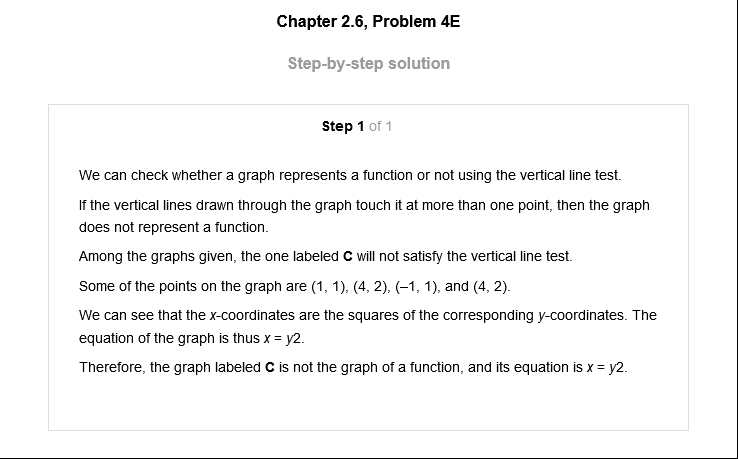 Chapter 2.6, Problem 4E
Step-by-step solution
Step 1 of 1
We can check whether a graph represents a function or not using the vertical line test.
If the vertical lines drawn through the graph touch it at more than one point, then the graph
does not represent a function.
Among the graphs given, the one labeled C will not satisfy the vertical line test.
Some of the points on the graph are (1, 1), (4, 2), (–1, 1), and (4, 2).
We can see that the x-coordinates are the squares of the corresponding y-coordinates. The
equation of the graph is thus x = y2.
Therefore, the graph labeled C is not the graph of a function, and its equation is x = y2.